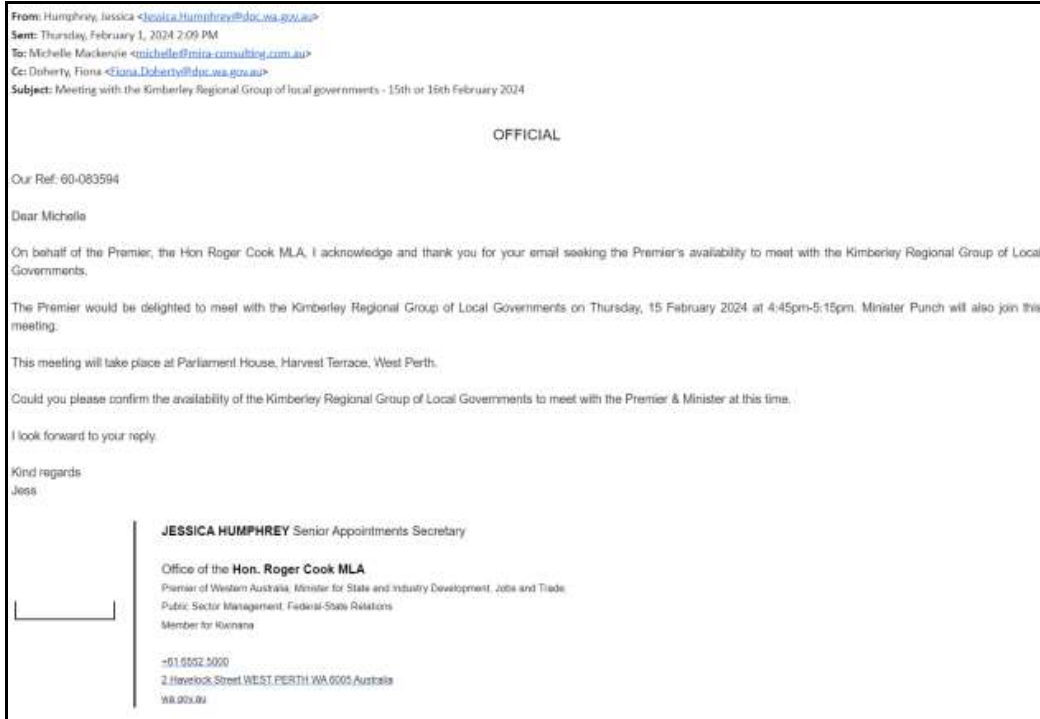 From: Humphrey, Jessica <Jessica.Humphrey@dpc.wa.gov.au>
Sent: Thursday, February 1, 2024 2:09 PM
To: Michelle Mackenzie <michelle@mira-consulting.com.au>
Cc: Doherty, Fiona <Fiona.Doherty@dpc.wa.gov.au>
Subject: Meeting with the Kimberley Regional Group of local governments - 15th or 16th February 2024
OFFICIAL
Our Ref: 60-083594
Dear Michelle
On behalf of the Premier, the Hon Roger Cook MLA, I acknowledge and thank you for your email seeking the Premier's availability to meet with the Kimberley Regional Group of Local
Governments.
The Premier would be delighted to meet with the Kimberley Regional Group of Local Governments on Thursday, 15 February 2024 at 4:45pm-5:15pm. Minister Punch will also join this
meeting.
This meeting will take place at Parliament House, Harvest Terrace, West Perth.
Could you please confirm the availability of the Kimberley Regional Group of Local Governments to meet with the Premier & Minister at this time.
I look forward to your reply.
Kind regards
Jess
JESSICA HUMPHREY Senior Appointments Secretary
Office of the Hon. Roger Cook MLA
Premier of Western Australia; Minister for State and Industry Development, Jobs and Trade;
Public Sector Management; Federal-State Relations
Member for Kwinana
+61 6552 5000
2 Havelock Street WEST PERTH WA 6005 Australia
wa.gov.au